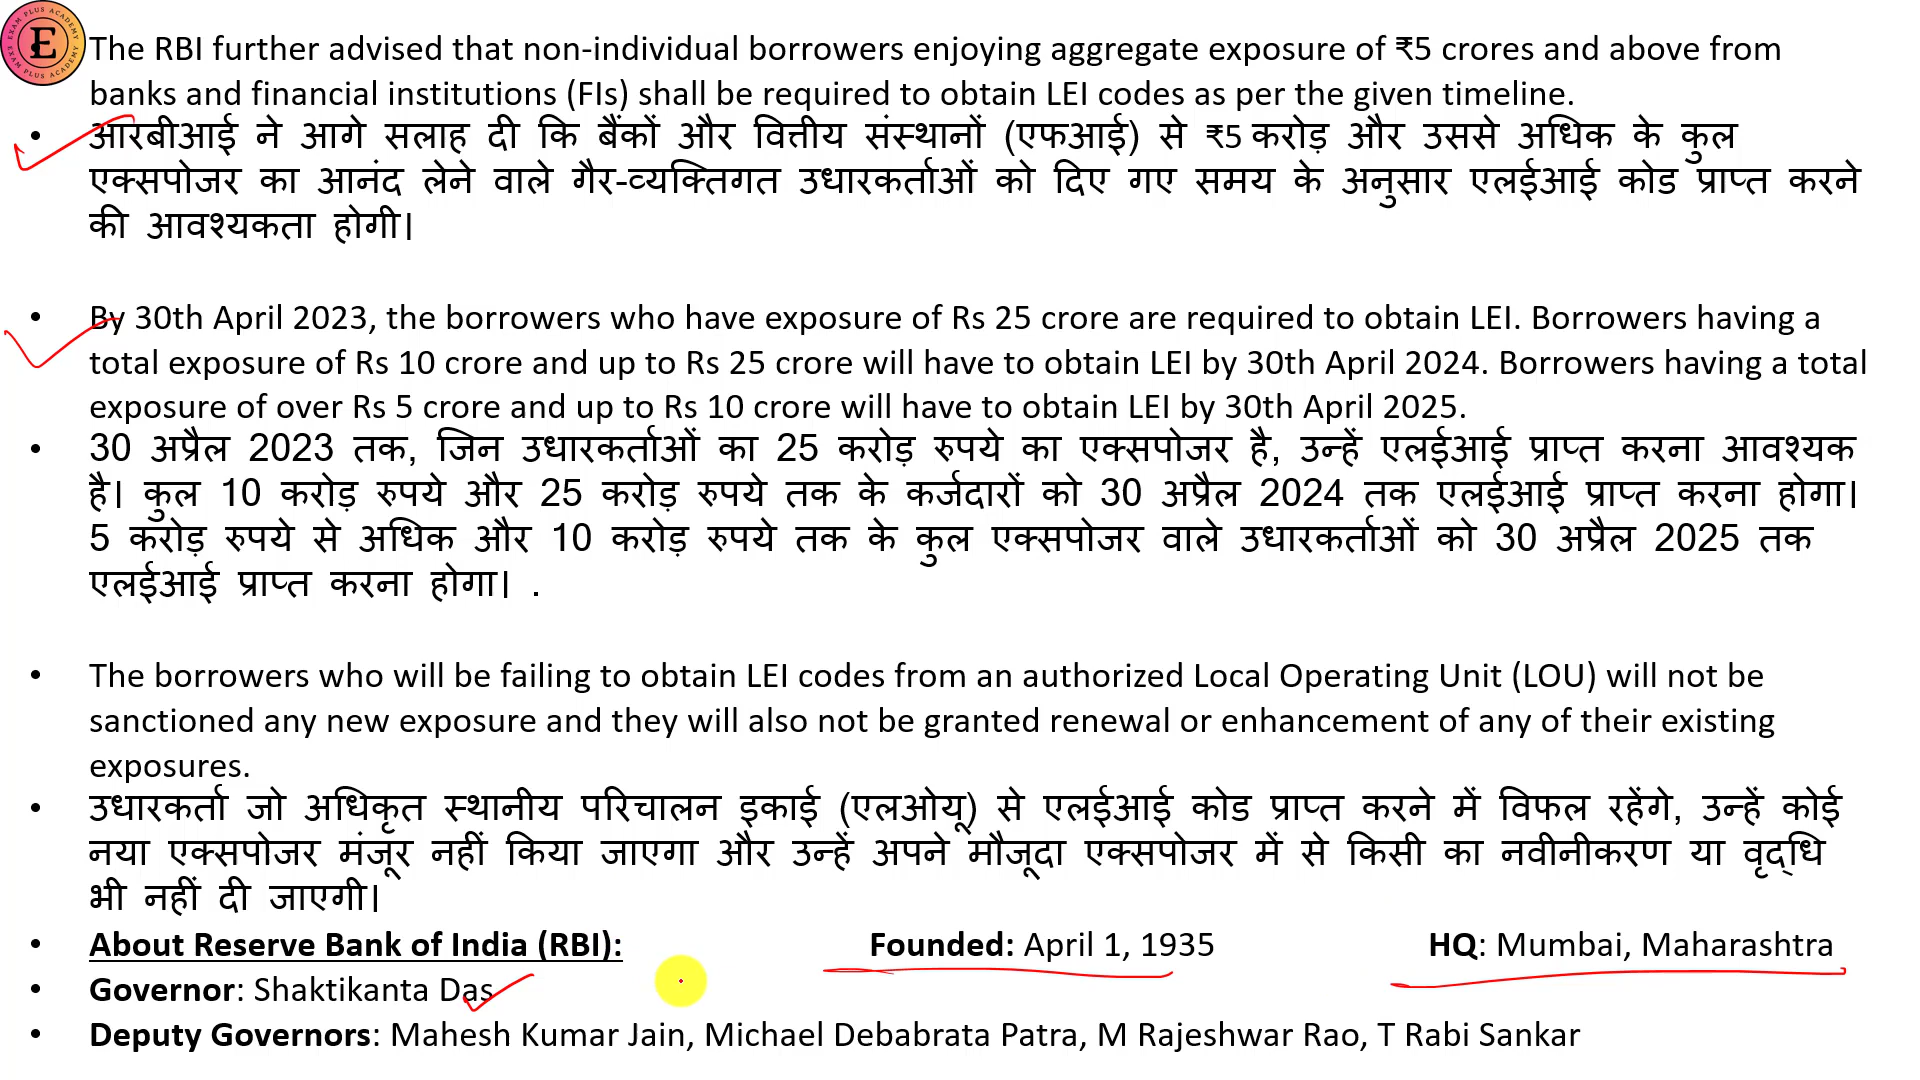 EXAM PLUS ACADEMY
E
EXAM PLUS ACADEMY
The RBI further advised that non-individual borrowers enjoying aggregate exposure of ₹5 crores and above from
banks and financial institutions (FIs) shall be required to obtain LEI codes as per the given timeline.
• आरबीआई ने आगे सलाह दी कि बैंकों और वित्तीय संस्थानों (एफआई) से ₹5 करोड़ और उससे अधिक के कुल
एक्सपोजर का आनंद लेने वाले गैर-व्यक्तिगत उधारकर्ताओं को दिए गए समय के अनुसार एलईआई कोड प्राप्त करने
की आवश्यकता होगी।
• By 30th April 2023, the borrowers who have exposure of Rs 25 crore are required to obtain LEI. Borrowers having a
total exposure of Rs 10 crore and up to Rs 25 crore will have to obtain LEI by 30th April 2024. Borrowers having a total
exposure of over Rs 5 crore and up to Rs 10 crore will have to obtain LEI by 30th April 2025.
• 30 अप्रैल 2023 तक, जिन उधारकर्ताओं का 25 करोड़ रुपये का एक्सपोजर है, उन्हें एलईआई प्राप्त करना आवश्यक
है। कुल 10 करोड़ रुपये और 25 करोड़ रुपये तक के कर्जदारों को 30 अप्रैल 2024 तक एलईआई प्राप्त करना होगा।
5 करोड़ रुपये से अधिक और 10 करोड़ रुपये तक के कुल एक्सपोजर वाले उधारकर्ताओं को 30 अप्रैल 2025 तक
एलईआई प्राप्त करना होगा। .
• The borrowers who will be failing to obtain LEI codes from an authorized Local Operating Unit (LOU) will not be
sanctioned any new exposure and they will also not be granted renewal or enhancement of any of their existing
exposures.
• उधारकर्ता जो अधिकृत स्थानीय परिचालन इकाई (एलओयू) से एलईआई कोड प्राप्त करने में विफल रहेंगे, उन्हें कोई
नया एक्सपोजर मंजूर नहीं किया जाएगा और उन्हें अपने मौजूदा एक्सपोजर में से किसी का नवीनीकरण या वृद्धि
भी नहीं दी जाएगी।
• About Reserve Bank of India (RBI): Founded: April 1, 1935 HQ: Mumbai, Maharashtra
• Governor: Shaktikanta Das
• Deputy Governors: Mahesh Kumar Jain, Michael Debabrata Patra, M Rajeshwar Rao, T Rabi Sankar